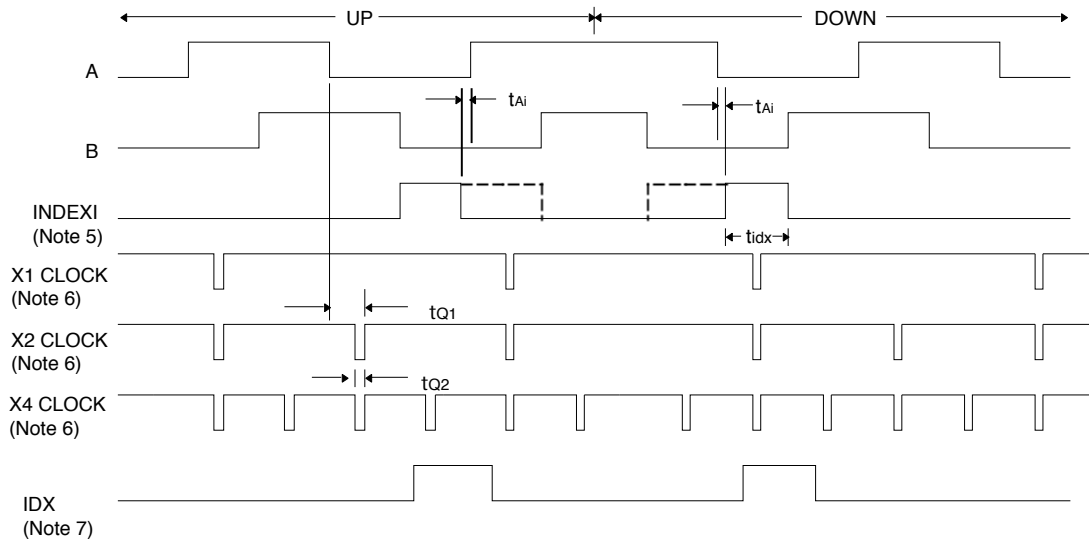 UP DOWN
A
tAi tAi
B
INDEXI
(Note 5)
tidx
X1 CLOCK
(Note 6)
tQ1
X2 CLOCK
(Note 6)
tQ2
X4 CLOCK
(Note 6)
IDX
(Note 7)